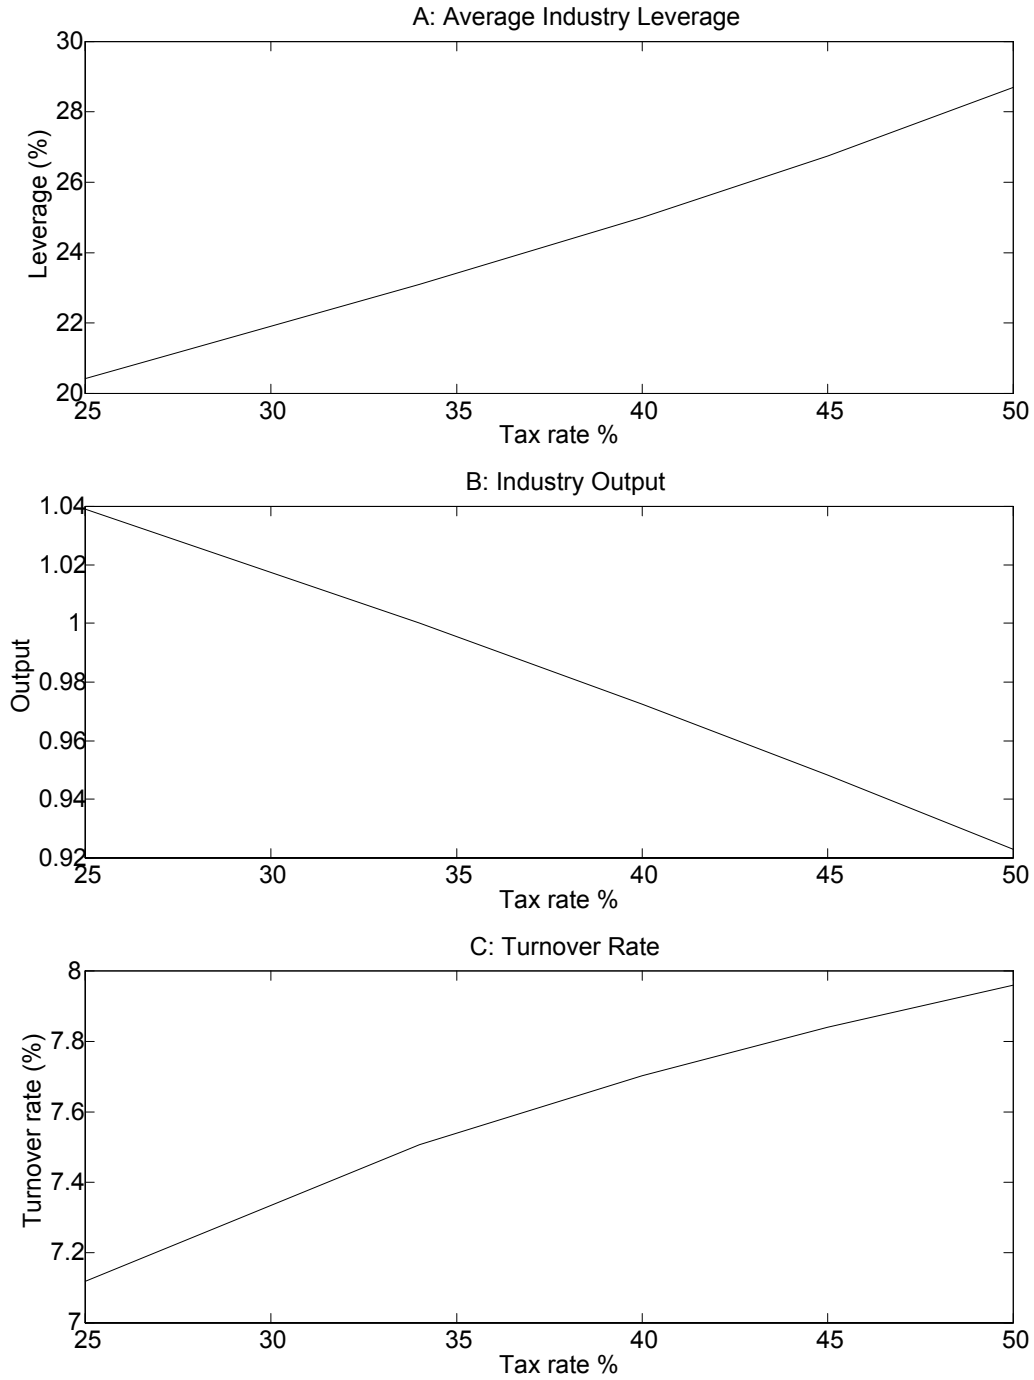 A: Average Industry Leverage
30
28
26
24
22
20
Leverage (%)
25 30 35 40 45 50
Tax rate %
B: Industry Output
1.04
1.02
1
0.98
0.96
0.94
0.92
Output
25 30 35 40 45 50
Tax rate %
C: Turnover Rate
8
7.8
7.6
7.4
7.2
7
Turnover rate (%)
25 30 35 40 45 50
Tax rate %